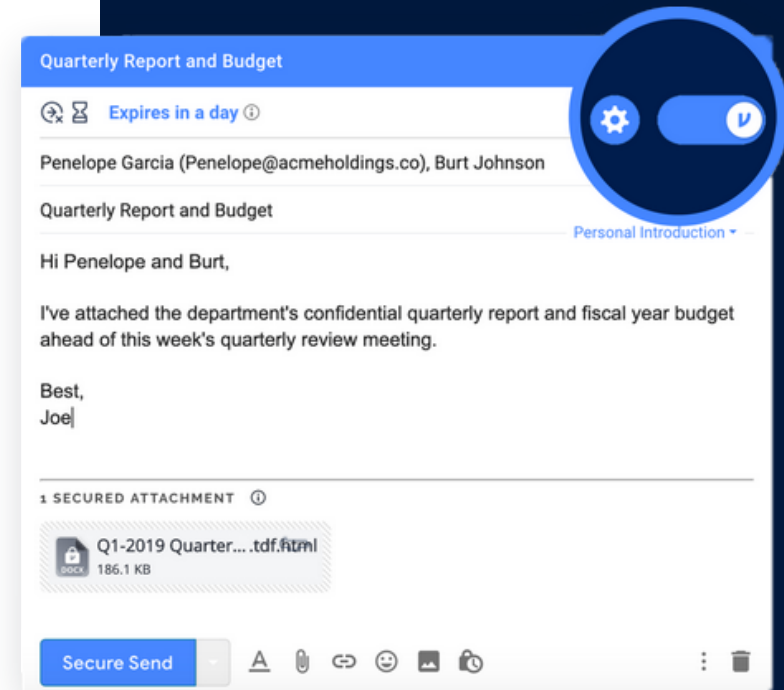 Quarterly Report and Budget
Expires in a day
Penelope Garcia (Penelope@acmeholdings.co), Burt Johnson
Quarterly Report and Budget
Personal Introduction
Hi Penelope and Burt,
I've attached the department's confidential quarterly report and fiscal year budget
ahead of this week's quarterly review meeting.
Best,
Joe
1 SECURED ATTACHMENT
Q1-2019 Quarter... .tdf.html
DOCX
186.1 KB
Secure Send